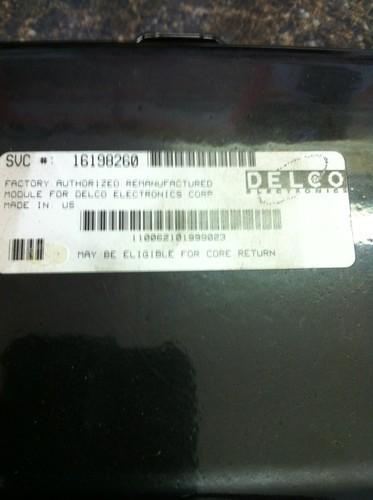 SVC #: 16198260
DELCO
ELECTRONICS
FACTORY AUTHORIZED REMANUFACTURED
MODULE FOR DELCO ELECTRONICS CORP
MADE IN US
110062101999023
MAY BE ELIGIBLE FOR CORE RETURN